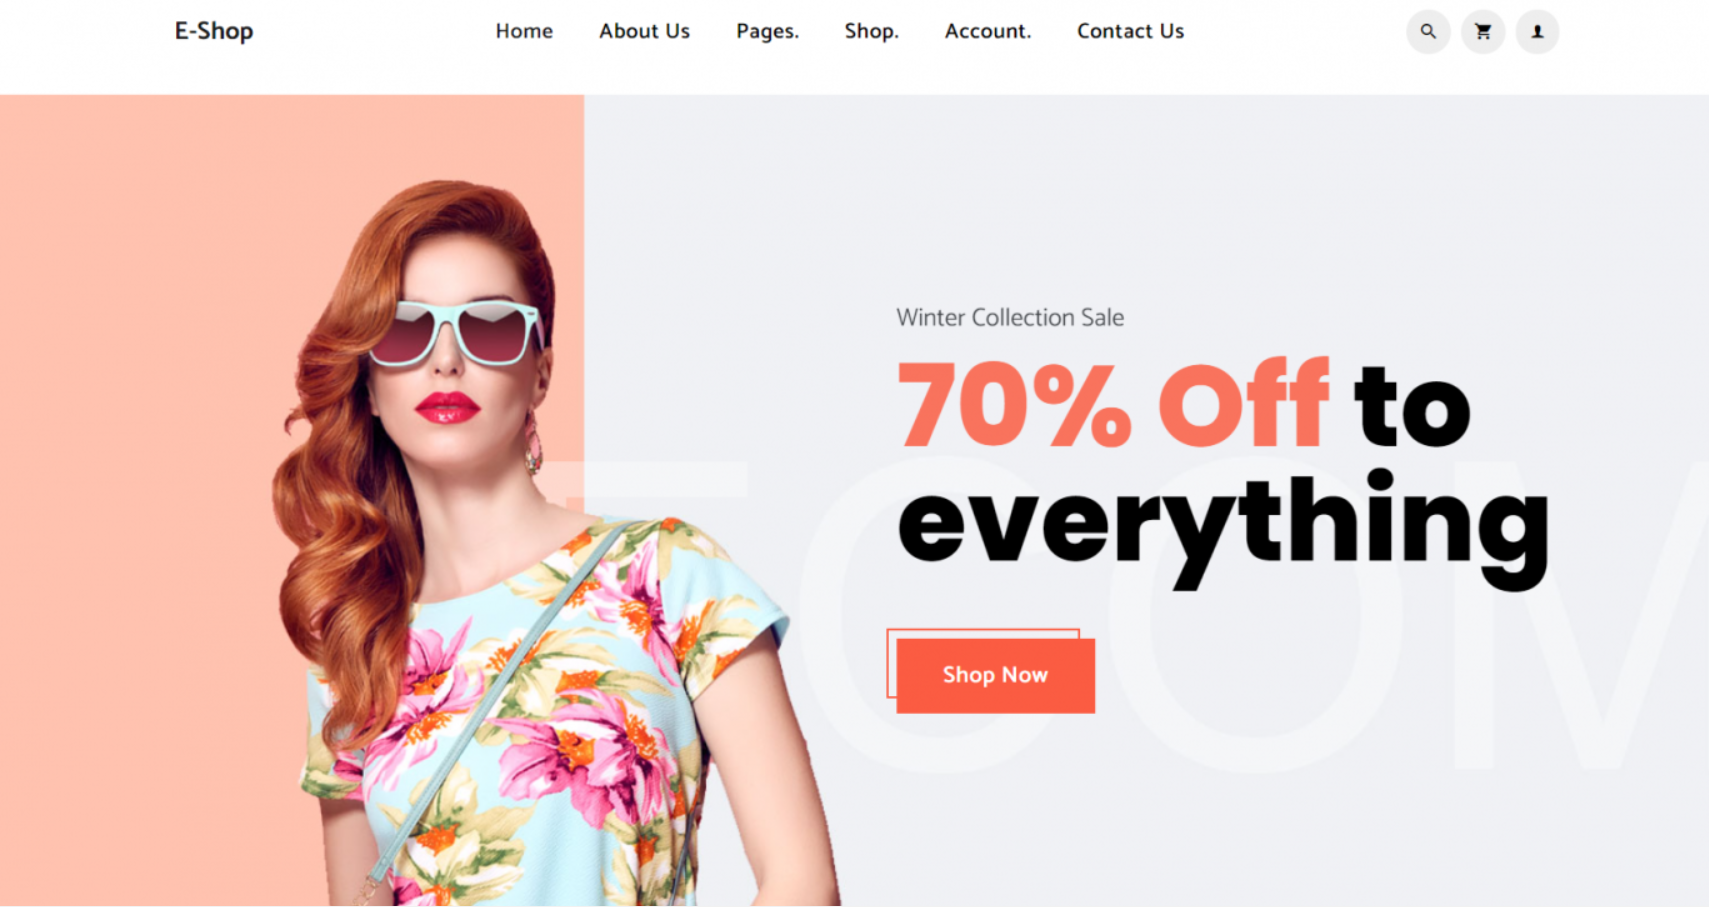 E-Shop
Home About Us Pages. Shop. Account. Contact Us
Winter Collection Sale
70% Off to
everything
Shop Now